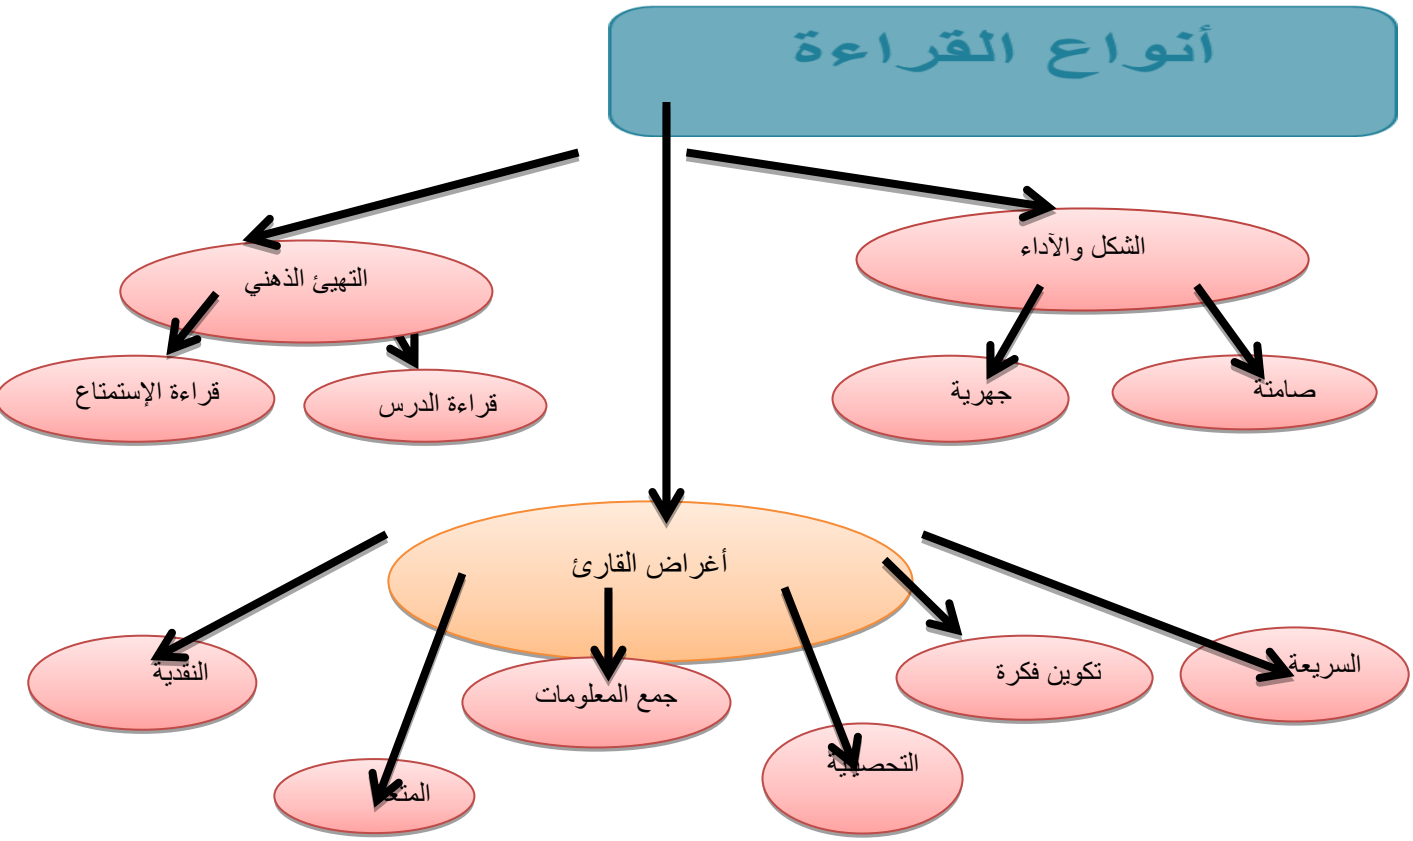 أنواع القراءة
الشكل والآداء
التهيئ الذهني
صامتة
جهرية
قراءة الدرس
قراءة الإستمتاع
أغراض القارئ
السريعة
تكوين فكرة
التحصيلية
جمع المعلومات
النقدية